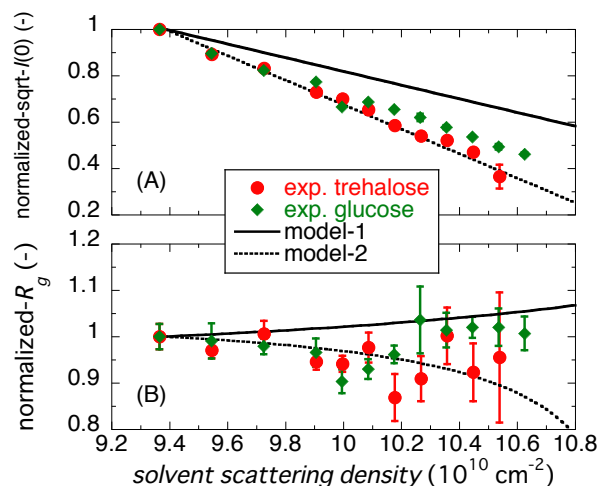 normalized-sqrt-I(0) (-)
1
0.8
0.6
0.4
0.2
(A)
exp. trehalose
exp. glucose
model-1
model-2
normalized-Rg (-)
1.2
1.1
1
0.9
0.8
(B)
9.2 9.4 9.6 9.8 10 10.2 10.4 10.6 10.8
solvent scattering density (10¹⁰ cm⁻²)